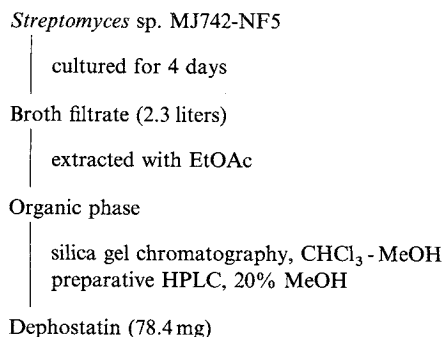 Streptomyces sp. MJ742-NF5
cultured for 4 days
Broth filtrate (2.3 liters)
extracted with EtOAc
Organic phase
silica gel chromatography, CHCl₃-MeOH
preparative HPLC, 20% MeOH
Dephostatin (78.4 mg)